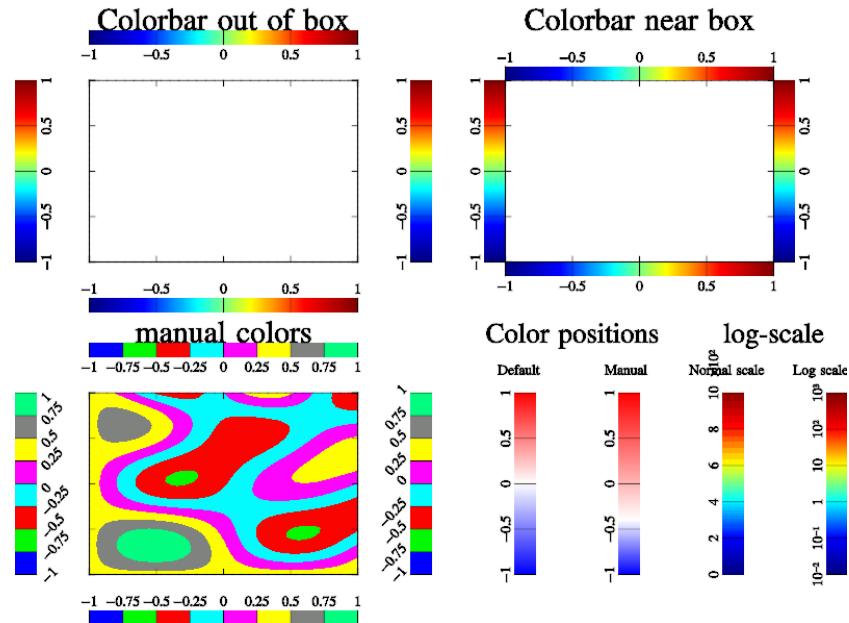 Colorbar out of box
−1 −0.5 0 0.5 1
−1 −0.5 0 0.5 1
−1 −0.5 0 0.5 1
−1 −0.5 0 0.5 1
Colorbar near box
−1 −0.5 0 0.5 1
−1 −0.5 0 0.5 1
−1 −0.5 0 0.5 1
−1 −0.5 0 0.5 1
manual colors
−1 −0.75 −0.5 −0.25 0 0.25 0.5 0.75 1
−1 −0.75 −0.5 −0.25 0 0.25 0.5 0.75 1
−1 −0.75 −0.5 −0.25 0 0.25 0.5 0.75 1
−1 −0.75 −0.5 −0.25 0 0.25 0.5 0.75 1
Color positions
Default
−1 −0.5 0 0.5 1
Manual
−1 −0.5 0 0.5 1
log-scale
Normal scale
0 2 4 6 8 10 10²
Log scale
10⁻² 10⁻¹ 1 10¹ 10² 10³